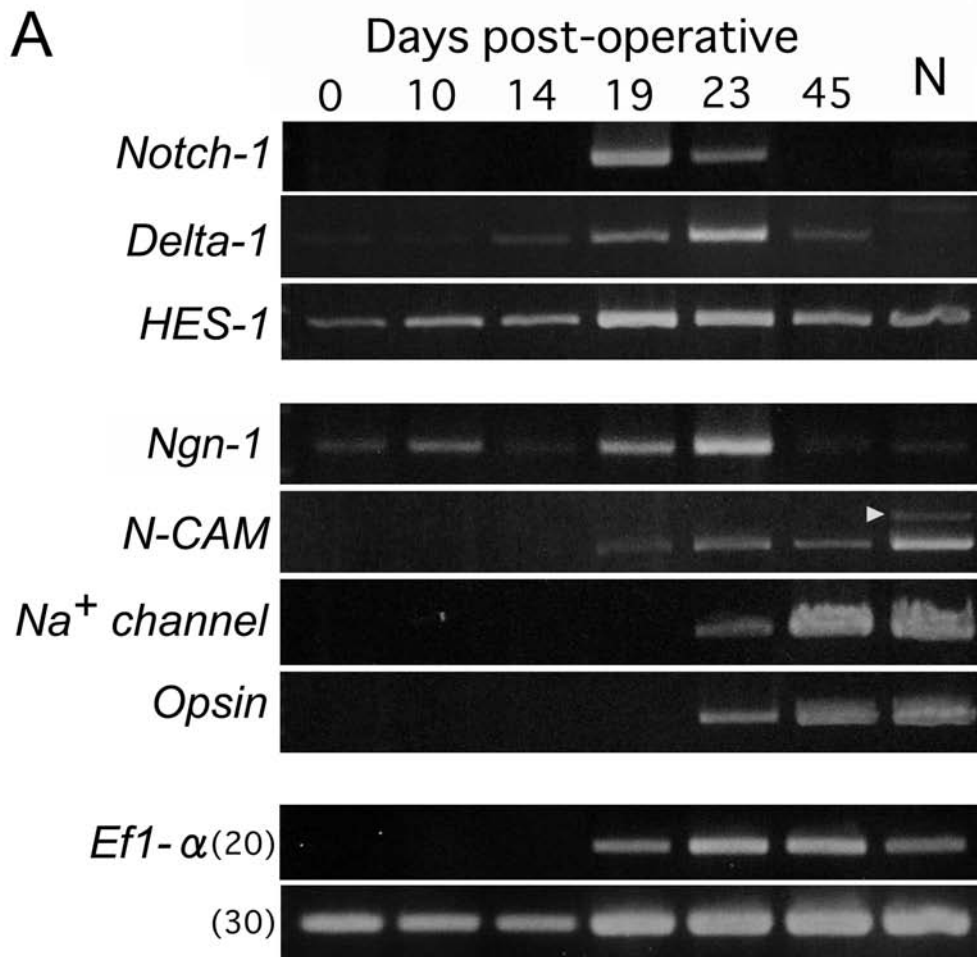 A
Days post-operative
0 10 14 19 23 45 N
Notch-1
Delta-1
HES-1
Ngn-1
N-CAM
Na⁺ channel
Opsin
Ef1-α(20)
(30)